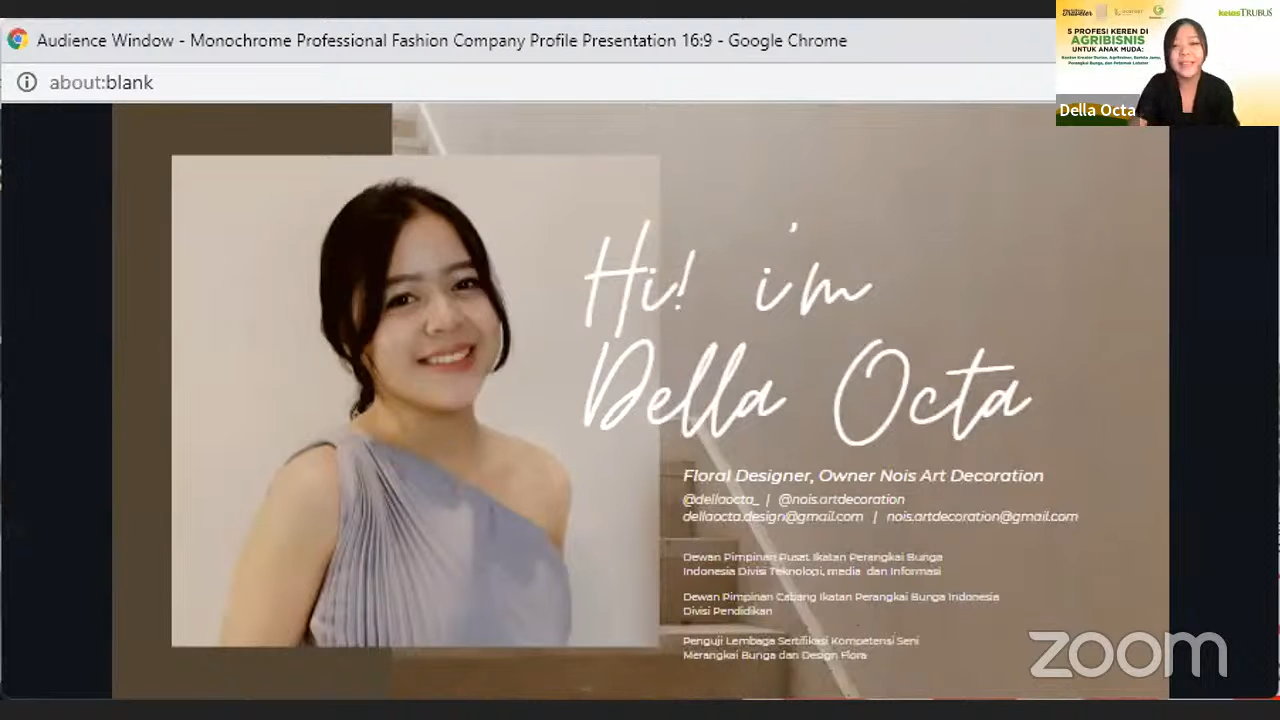 Audience Window - Monochrome Professional Fashion Company Profile Presentation 16:9 - Google Chrome
about:blank
Traveler
kelasTRUBUS
5 PROFESI KEREN DI
AGRIBISNIS
UNTUK ANAK MUDA:
Della Octa
Hi! i'm
Della Octa
Floral Designer, Owner Nois Art Decoration
@dellaocta_ | @nois.artdecoration
dellaocta.design@gmail.com | nois.artdecoration@gmail.com
Dewan Pimpinan Pusat Ikatan Perangkai Bunga
Indonesia Divisi Teknologi, media dan Informasi
Dewan Pimpinan Cabang Ikatan Perangkai Bunga Indonesia
Divisi Pendidikan
Penguji Lembaga Sertifikasi Kompetensi Seni
Merangkai Bunga dan Design Flora
zoom